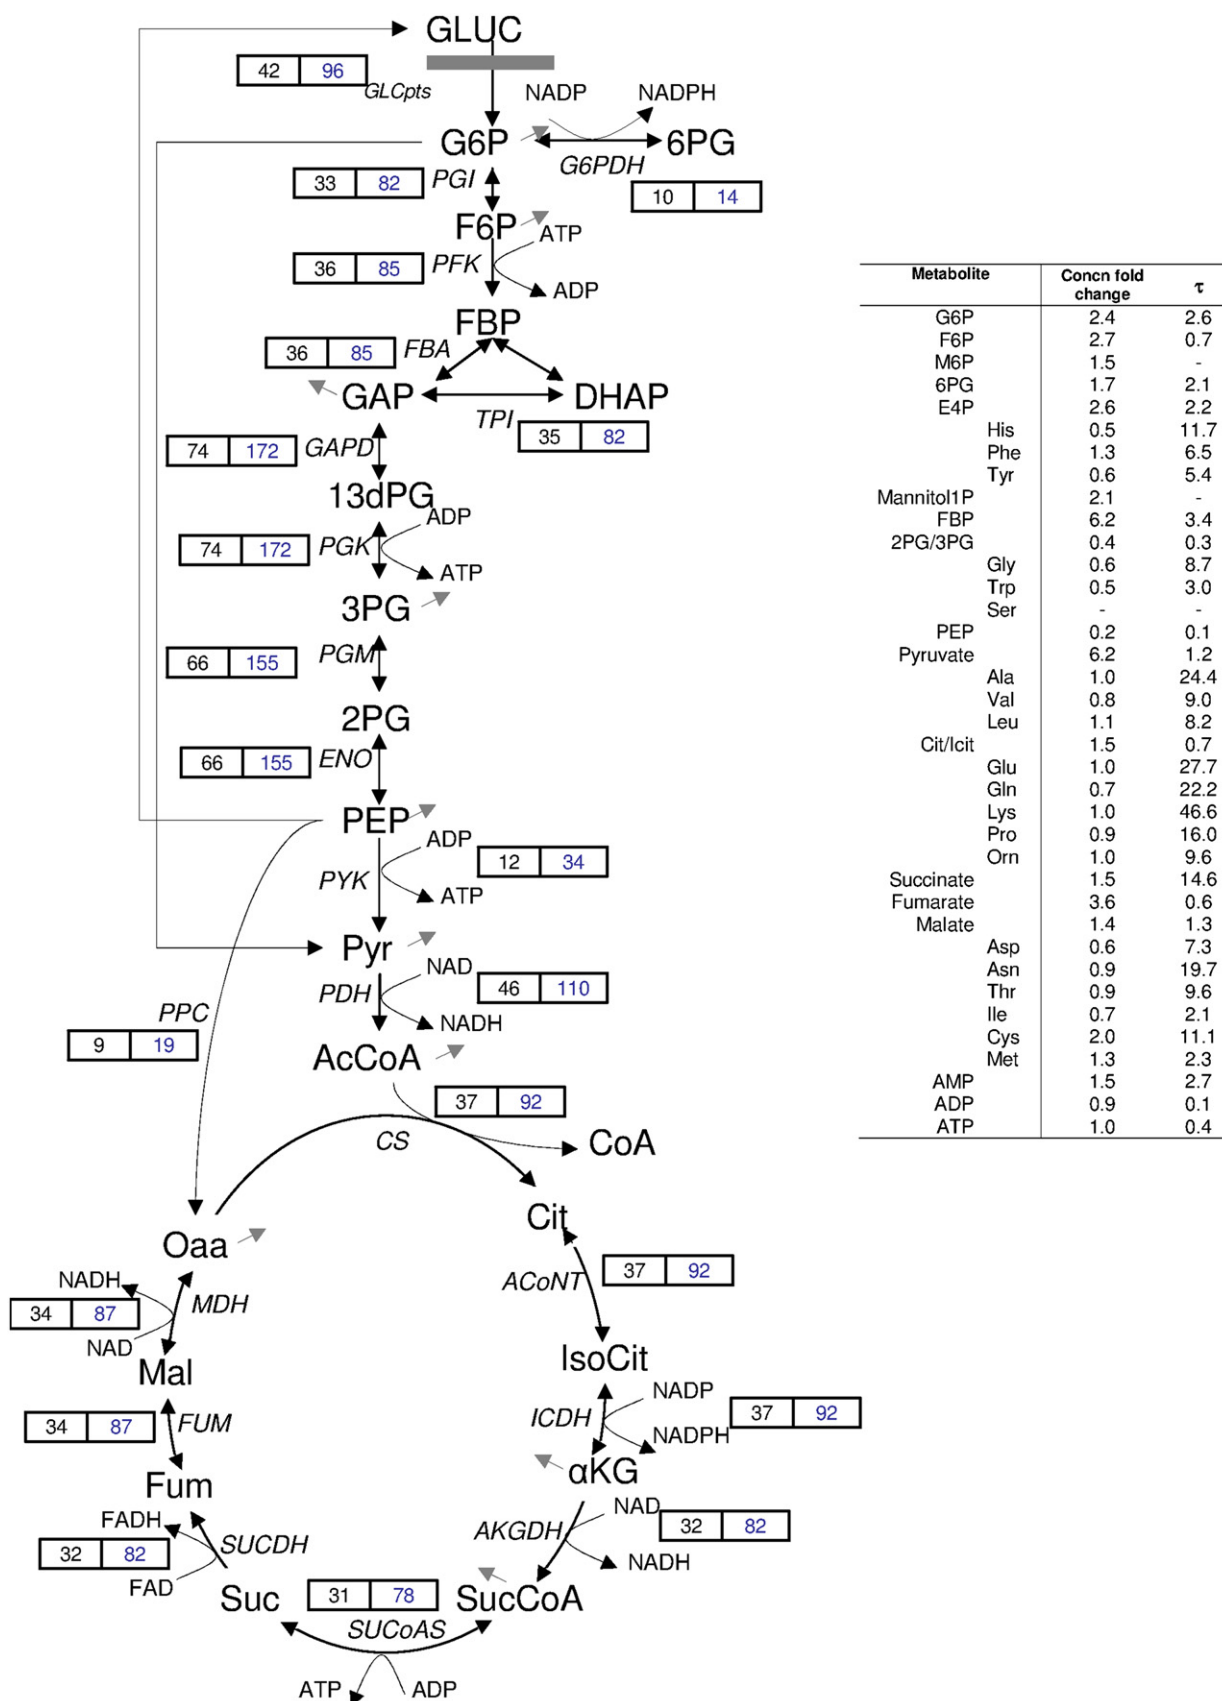 GLUC
42 96
GLCpts
NADP NADPH
G6P 6PG
G6PDH
33 82 PGI
10 14
F6P
ATP
36 85 PFK
ADP
FBP
36 85 FBA
GAP DHAP
TPI
35 82
74 172 GAPD
13dPG
ADP
74 172 PGK
ATP
3PG
66 155 PGM
2PG
66 155 ENO
PEP
ADP
12 34
PYK
ATP
Pyr
NAD
PDH 46 110
NADH
PPC
9 19
AcCoA
37 92
CS
CoA
Cit
Oaa
NADH
34 87 MDH
NAD
ACoNT 37 92
IsoCit
Mal
NADP
ICDH 37 92
NADPH
34 87 FUM
αKG
Fum
FADH
NAD
AKGDH 32 82
NADH
32 82 SUCDH
FAD
Suc 31 78 SucCoA
SUCoAS
ATP ADP
Metabolite Concn fold change τ
G6P 2.4 2.6
F6P 2.7 0.7
M6P 1.5 -
6PG 1.7 2.1
E4P 2.6 2.2
His 0.5 11.7
Phe 1.3 6.5
Tyr 0.6 5.4
Mannitol1P 2.1 -
FBP 6.2 3.4
2PG/3PG 0.4 0.3
Gly 0.6 8.7
Trp 0.5 3.0
Ser - -
PEP 0.2 0.1
Pyruvate 6.2 1.2
Ala 1.0 24.4
Val 0.8 9.0
Leu 1.1 8.2
Cit/Icit 1.5 0.7
Glu 1.0 27.7
Gln 0.7 22.2
Lys 1.0 46.6
Pro 0.9 16.0
Orn 1.0 9.6
Succinate 1.5 14.6
Fumarate 3.6 0.6
Malate 1.4 1.3
Asp 0.6 7.3
Asn 0.9 19.7
Thr 0.9 9.6
Ile 0.7 2.1
Cys 2.0 11.1
Met 1.3 2.3
AMP 1.5 2.7
ADP 0.9 0.1
ATP 1.0 0.4